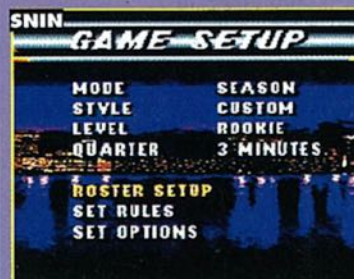 SNIN
GAME SETUP
MODE SEASON
STYLE CUSTOM
LEVEL ROOKIE
QUARTER 3 MINUTES
ROSTER SETUP
SET RULES
SET OPTIONS